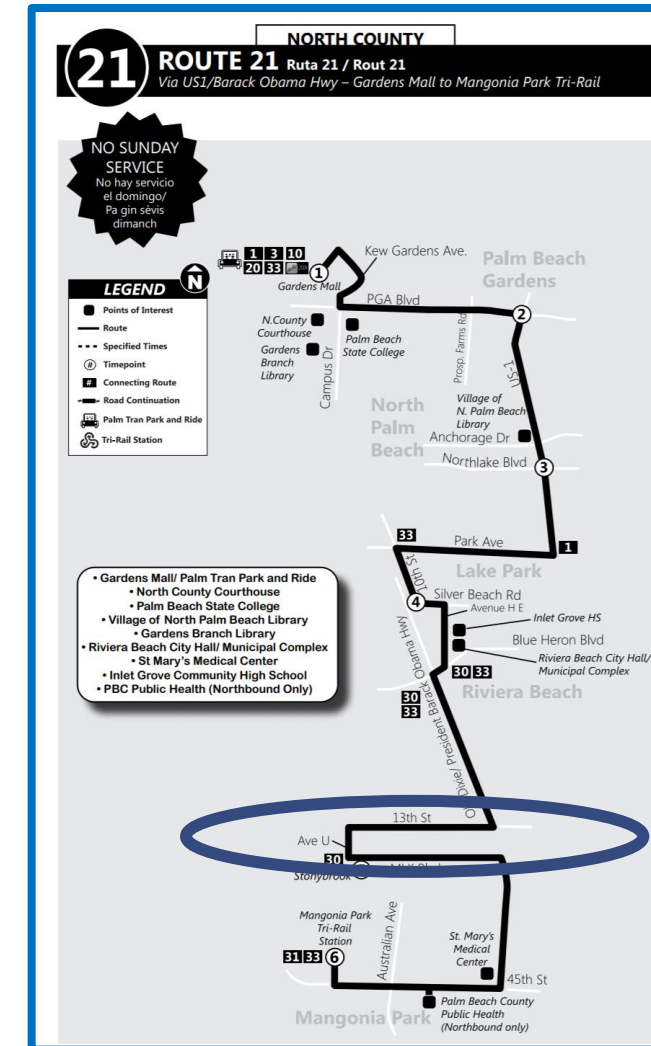 NORTH COUNTY
21
ROUTE 21 Ruta 21 / Rout 21
Via US1/Barack Obama Hwy – Gardens Mall to Mangonia Park Tri-Rail
NO SUNDAY
SERVICE
No hay servicio
el domingo/
Pa gin sèvis
dimanch
LEGEND
N
Points of Interest
Route
Specified Times
# Timepoint
# Connecting Route
Road Continuation
Palm Tran Park and Ride
Tri-Rail Station
1 3 10
20 33
1
Gardens Mall
Kew Gardens Ave.
Palm Beach
Gardens
PGA Blvd
2
N.County
Courthouse
Palm Beach
State College
Gardens
Branch
Library
Campus Dr
Prosp. Farms Rd
US-1
North
Palm
Beach
Village of
N. Palm Beach
Library
Anchorage Dr
Northlake Blvd
3
33
Park Ave
1
Lake Park
10th St
4
Silver Beach Rd
Avenue H E
Inlet Grove HS
Blue Heron Blvd
Riviera Beach City Hall/
Municipal Complex
30 33
Riviera Beach
30
33
Dixie/ President Barack Obama Hwy
• Gardens Mall/ Palm Tran Park and Ride
• North County Courthouse
• Palm Beach State College
• Village of North Palm Beach Library
• Gardens Branch Library
• Riviera Beach City Hall/ Municipal Complex
• St Mary's Medical Center
• Inlet Grove Community High School
• PBC Public Health (Northbound Only)
13th St
Ave U
30
Stonybrook
Mangonia Park
Tri-Rail
Station
31 33 6
Australian Ave
St. Mary's
Medical
Center
45th St
Palm Beach County
Public Health
(Northbound only)
Mangonia Park